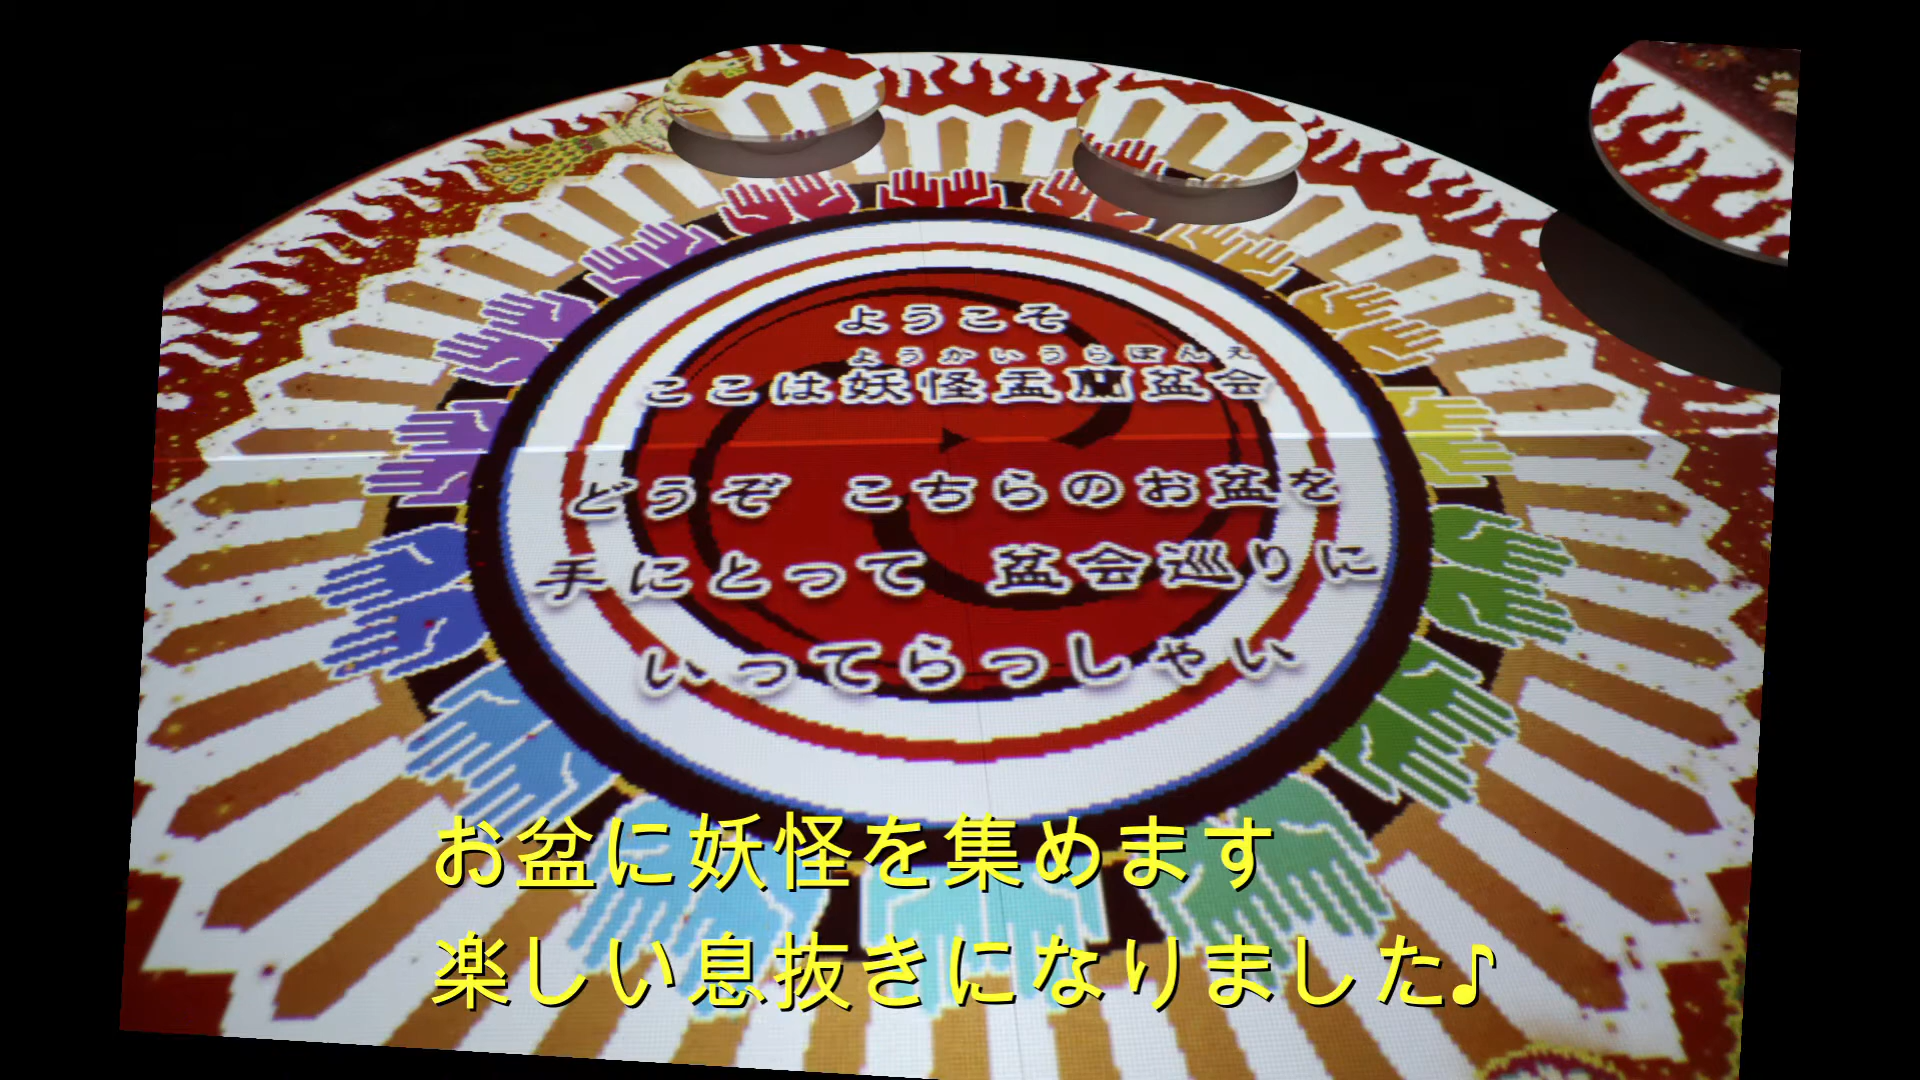 ようこそ
ようかいうらぼんえ
ここは妖怪盂蘭盆会
どうぞ こちらのお盆を
手にとって 盆会巡りに
いってらっしゃい
お盆に妖怪を集めます
楽しい息抜きになりました♪